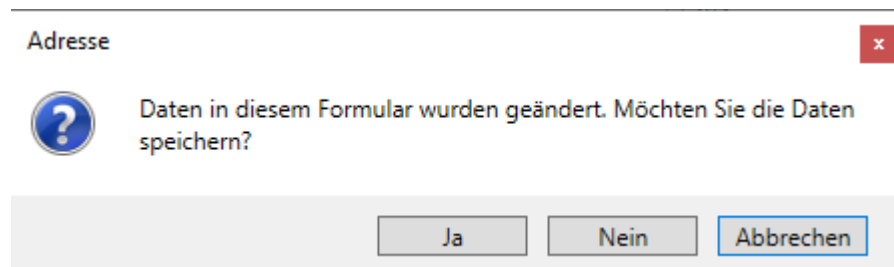 Adresse
x
Daten in diesem Formular wurden geändert. Möchten Sie die Daten
speichern?
Ja
Nein
Abbrechen